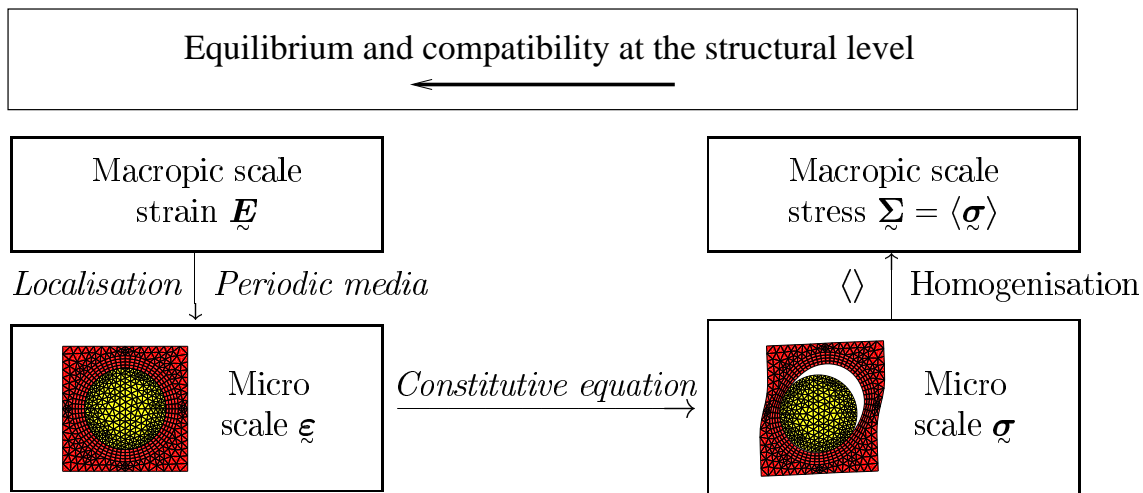 Equilibrium and compatibility at the structural level
Macropic scale
strain Ḛ
Macropic scale
stress Σ̰ = ⟨σ̰⟩
Localisation Periodic media
⟨⟩ Homogenisation
Micro
scale ε̰
Constitutive equation
Micro
scale σ̰